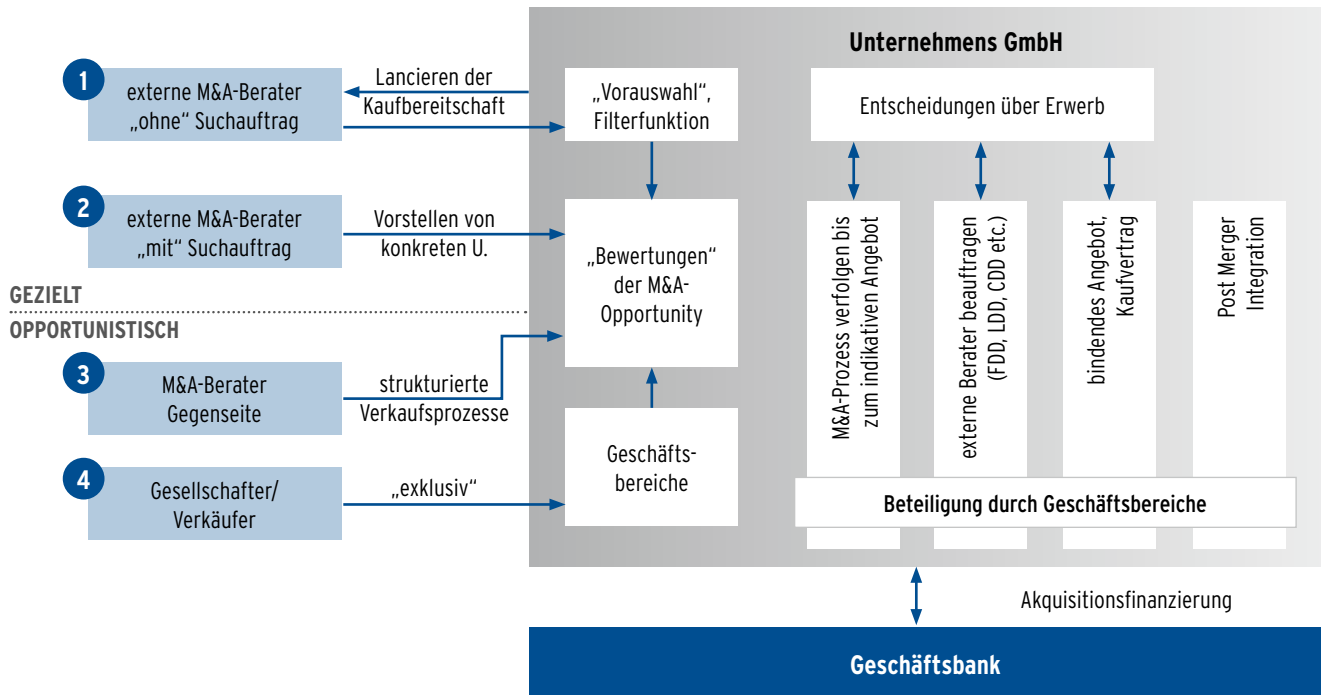 Unternehmens GmbH
1
externe M&A-Berater
„ohne“ Suchauftrag
Lancieren der
Kaufbereitschaft
„Vorauswahl“,
Filterfunktion
Entscheidungen über Erwerb
2
externe M&A-Berater
„mit“ Suchauftrag
Vorstellen von
konkreten U.
„Bewertungen“
der M&A-
Opportunity
GEZIELT
OPPORTUNISTISCH
3
M&A-Berater
Gegenseite
strukturierte
Verkaufsprozesse
4
Gesellschafter/
Verkäufer
„exklusiv“
Geschäfts-
bereiche
M&A-Prozess verfolgen bis
zum indikativen Angebot
externe Berater beauftragen
(FDD, LDD, CDD etc.)
bindendes Angebot,
Kaufvertrag
Post Merger
Integration
Beteiligung durch Geschäftsbereiche
Akquisitionsfinanzierung
Geschäftsbank